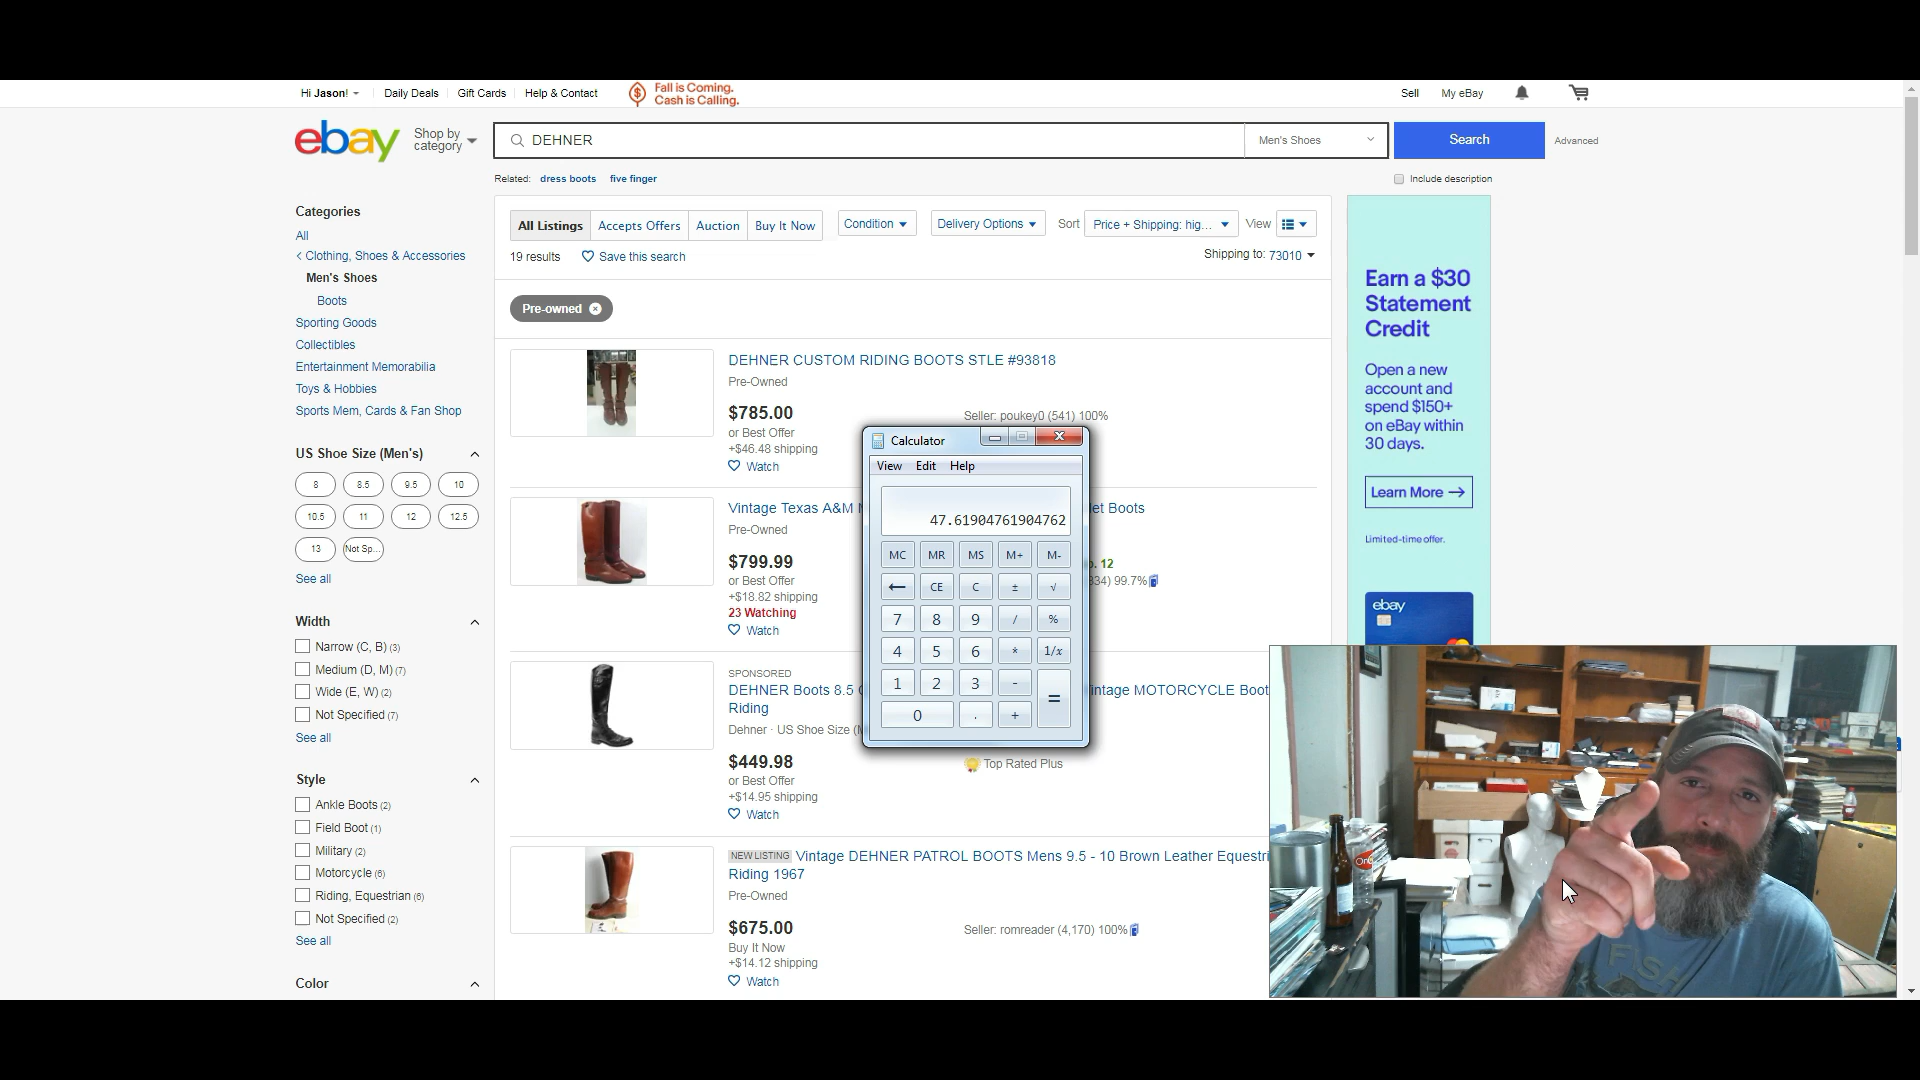 Hi Jason!
Daily Deals
Gift Cards
Help & Contact
Fall is Coming.
Cash is Calling.
Sell
My eBay
ebay
Shop by
category
DEHNER
Men's Shoes
Search
Advanced
Related:
dress boots
five finger
Include description
Categories
All
Clothing, Shoes & Accessories
Men's Shoes
Boots
Sporting Goods
Collectibles
Entertainment Memorabilia
Toys & Hobbies
Sports Mem, Cards & Fan Shop
US Shoe Size (Men's)
8 8.5 9.5 10
10.5 11 12 12.5
13 Not Sp...
See all
Width
Narrow (C, B) (3)
Medium (D, M) (7)
Wide (E, W) (2)
Not Specified (7)
See all
Style
Ankle Boots (2)
Field Boot (1)
Military (2)
Motorcycle (6)
Riding, Equestrian (6)
Not Specified (2)
See all
Color
All Listings
Accepts Offers
Auction
Buy It Now
Condition
Delivery Options
Sort
Price + Shipping: hig...
View
19 results
Save this search
Shipping to: 73010
Pre-owned
DEHNER CUSTOM RIDING BOOTS STLE #93818
Pre-Owned
$785.00
or Best Offer
+$46.48 shipping
Watch
Seller: poukey0 (541) 100%
Vintage Texas A&M
Boots
Pre-Owned
$799.99
or Best Offer
+$18.82 shipping
23 Watching
Watch
12
99.7%
SPONSORED
DEHNER Boots 8.5
MOTORCYCLE Boot
Riding
Dehner · US Shoe Size
$449.98
or Best Offer
+$14.95 shipping
Watch
Top Rated Plus
NEW LISTING Vintage DEHNER PATROL BOOTS Mens 9.5 - 10 Brown Leather Equestri
Riding 1967
Pre-Owned
$675.00
Buy It Now
+$14.12 shipping
Watch
Seller: romreader (4,170) 100%
Calculator
View Edit Help
47.61904761904762
MC MR MS M+ M-
← CE C ± √
7 8 9 / %
4 5 6 * 1/x
1 2 3 - =
0 . +
Earn a $30
Statement
Credit
Open a new
account and
spend $150+
on eBay within
30 days.
Learn More →
Limited-time offer.
ebay
FISH